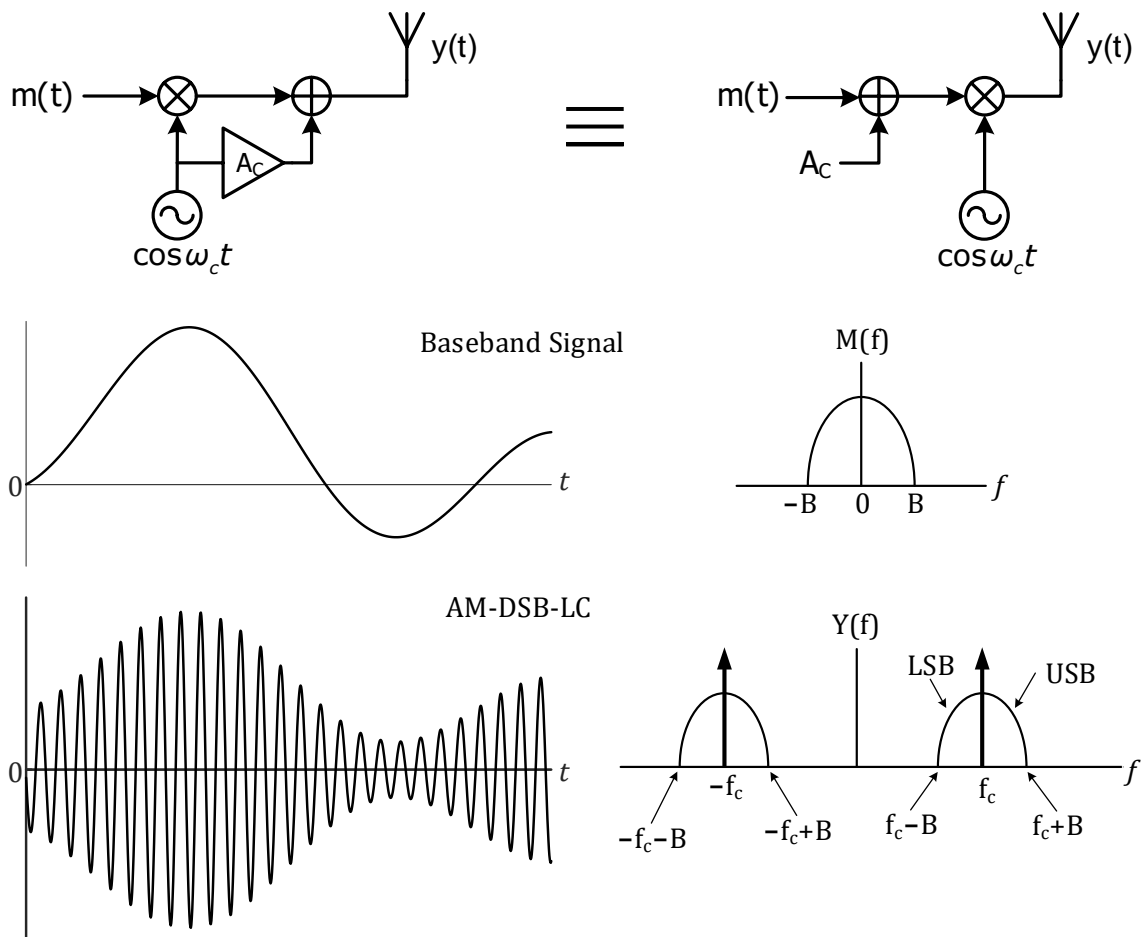 m(t)
y(t)
A_C
cos ω_c t
m(t)
A_C
y(t)
cos ω_c t
Baseband Signal
0
t
M(f)
−B
0
B
f
AM-DSB-LC
0
t
Y(f)
LSB
USB
−f_c
f_c
f
−f_c−B
−f_c+B
f_c−B
f_c+B